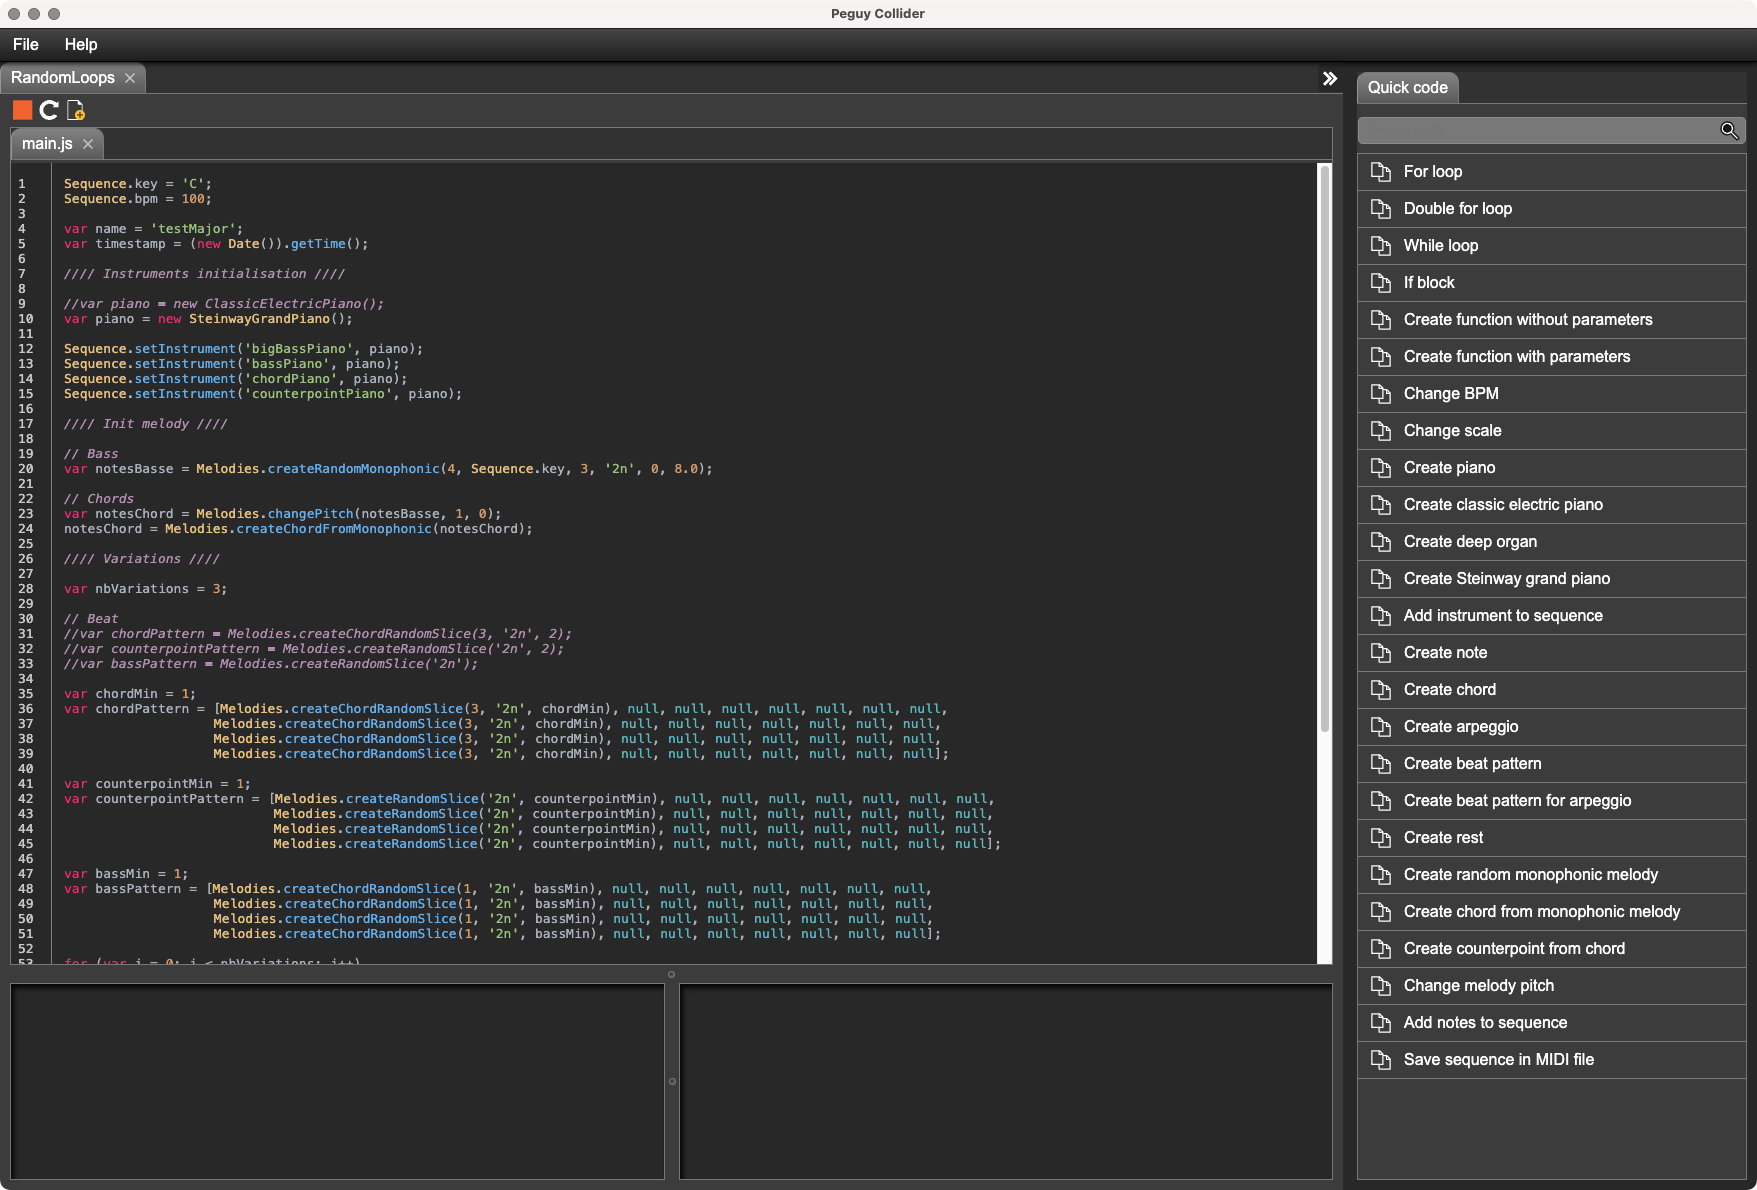 Peguy Collider
File Help
RandomLoops
main.js
1 Sequence.key = 'C';
2 Sequence.bpm = 100;
3
4 var name = 'testMajor';
5 var timestamp = (new Date()).getTime();
6
7 //// Instruments initialisation ////
8
9 //var piano = new ClassicElectricPiano();
10 var piano = new SteinwayGrandPiano();
11
12 Sequence.setInstrument('bigBassPiano', piano);
13 Sequence.setInstrument('bassPiano', piano);
14 Sequence.setInstrument('chordPiano', piano);
15 Sequence.setInstrument('counterpointPiano', piano);
16
17 //// Init melody ////
18
19 // Bass
20 var notesBasse = Melodies.createRandomMonophonic(4, Sequence.key, 3, '2n', 0, 8.0);
21
22 // Chords
23 var notesChord = Melodies.changePitch(notesBasse, 1, 0);
24 notesChord = Melodies.createChordFromMonophonic(notesChord);
25
26 //// Variations ////
27
28 var nbVariations = 3;
29
30 // Beat
31 //var chordPattern = Melodies.createChordRandomSlice(3, '2n', 2);
32 //var counterpointPattern = Melodies.createRandomSlice('2n', 2);
33 //var bassPattern = Melodies.createRandomSlice('2n');
34
35 var chordMin = 1;
36 var chordPattern = [Melodies.createChordRandomSlice(3, '2n', chordMin), null, null, null, null, null, null, null,
37 Melodies.createChordRandomSlice(3, '2n', chordMin), null, null, null, null, null, null, null,
38 Melodies.createChordRandomSlice(3, '2n', chordMin), null, null, null, null, null, null, null,
39 Melodies.createChordRandomSlice(3, '2n', chordMin), null, null, null, null, null, null, null];
40
41 var counterpointMin = 1;
42 var counterpointPattern = [Melodies.createRandomSlice('2n', counterpointMin), null, null, null, null, null, null, null,
43 Melodies.createRandomSlice('2n', counterpointMin), null, null, null, null, null, null, null,
44 Melodies.createRandomSlice('2n', counterpointMin), null, null, null, null, null, null, null,
45 Melodies.createRandomSlice('2n', counterpointMin), null, null, null, null, null, null, null];
46
47 var bassMin = 1;
48 var bassPattern = [Melodies.createChordRandomSlice(1, '2n', bassMin), null, null, null, null, null, null, null,
49 Melodies.createChordRandomSlice(1, '2n', bassMin), null, null, null, null, null, null, null,
50 Melodies.createChordRandomSlice(1, '2n', bassMin), null, null, null, null, null, null, null,
51 Melodies.createChordRandomSlice(1, '2n', bassMin), null, null, null, null, null, null, null];
52
53 for (var i = 0; i < nbVariations; i++)
Quick code
For loop
Double for loop
While loop
If block
Create function without parameters
Create function with parameters
Change BPM
Change scale
Create piano
Create classic electric piano
Create deep organ
Create Steinway grand piano
Add instrument to sequence
Create note
Create chord
Create arpeggio
Create beat pattern
Create beat pattern for arpeggio
Create rest
Create random monophonic melody
Create chord from monophonic melody
Create counterpoint from chord
Change melody pitch
Add notes to sequence
Save sequence in MIDI file